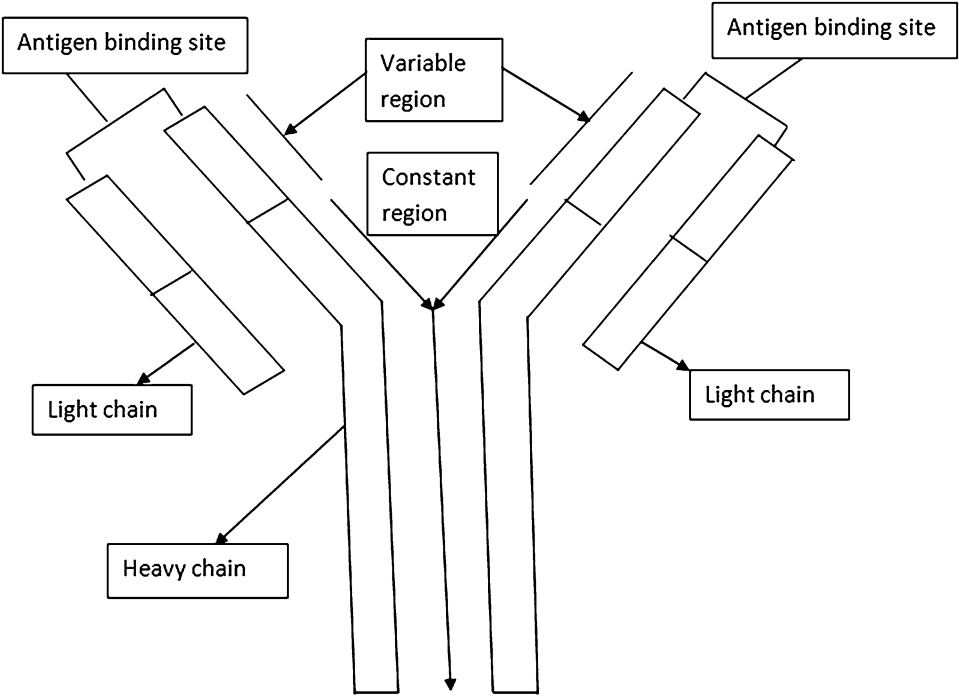 Antigen binding site
Variable
region
Antigen binding site
Constant
region
Light chain
Light chain
Heavy chain